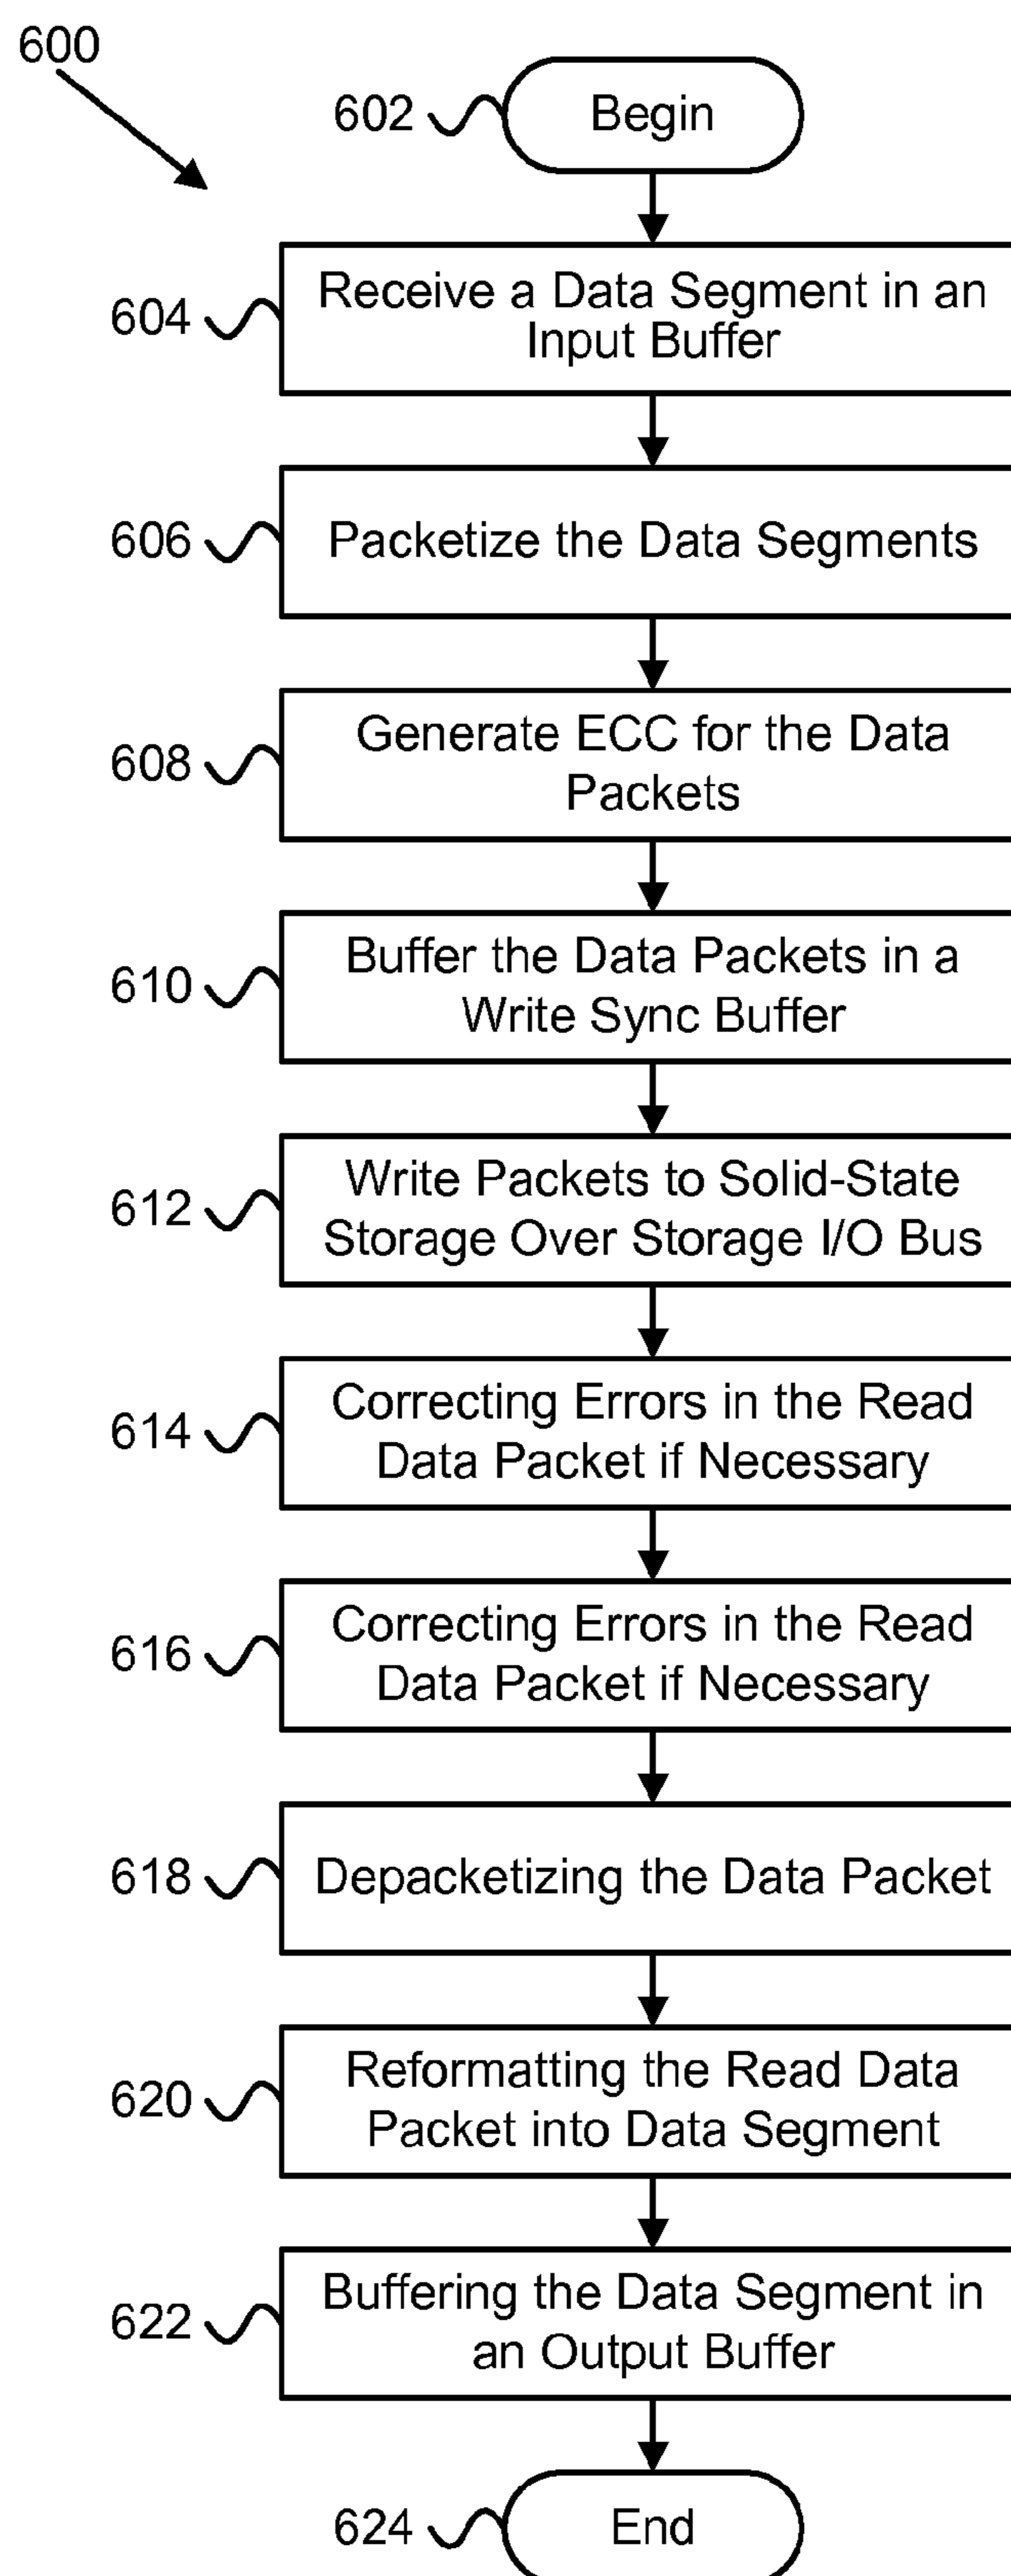 600
602
Begin
604
Receive a Data Segment in an
Input Buffer
606
Packetize the Data Segments
608
Generate ECC for the Data
Packets
610
Buffer the Data Packets in a
Write Sync Buffer
612
Write Packets to Solid-State
Storage Over Storage I/O Bus
614
Correcting Errors in the Read
Data Packet if Necessary
616
Correcting Errors in the Read
Data Packet if Necessary
618
Depacketizing the Data Packet
620
Reformatting the Read Data
Packet into Data Segment
622
Buffering the Data Segment in
an Output Buffer
624
End